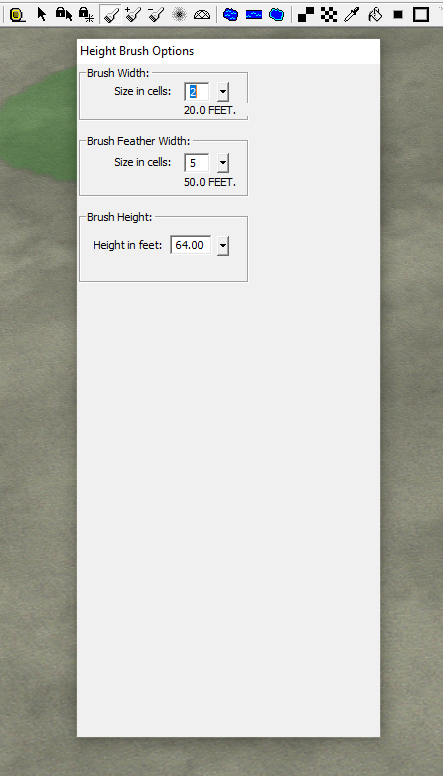 Height Brush Options
Brush Width:
Size in cells: 2
20.0 FEET.
Brush Feather Width:
Size in cells: 5
50.0 FEET.
Brush Height:
Height in feet: 64.00